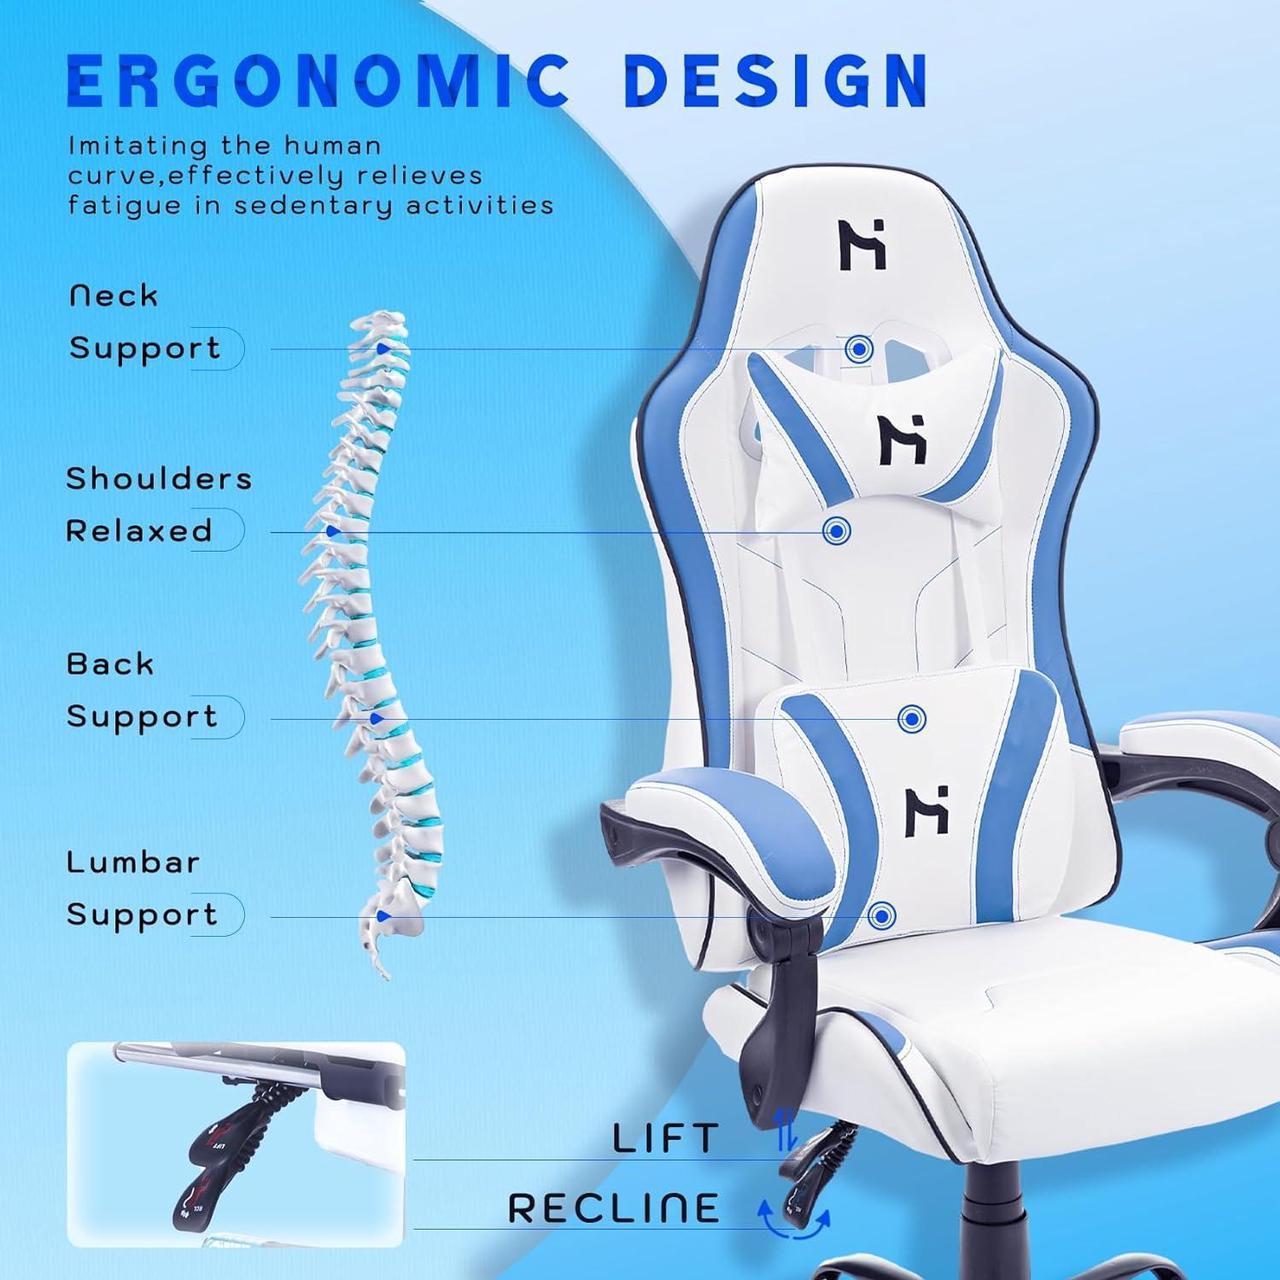 ERGONOMIC DESIGN
Imitating the human
curve,effectively relieves
fatigue in sedentary activities
Neck
Support
Shoulders
Relaxed
Back
Support
Lumbar
Support
LIFT
LIFT
RECLINE